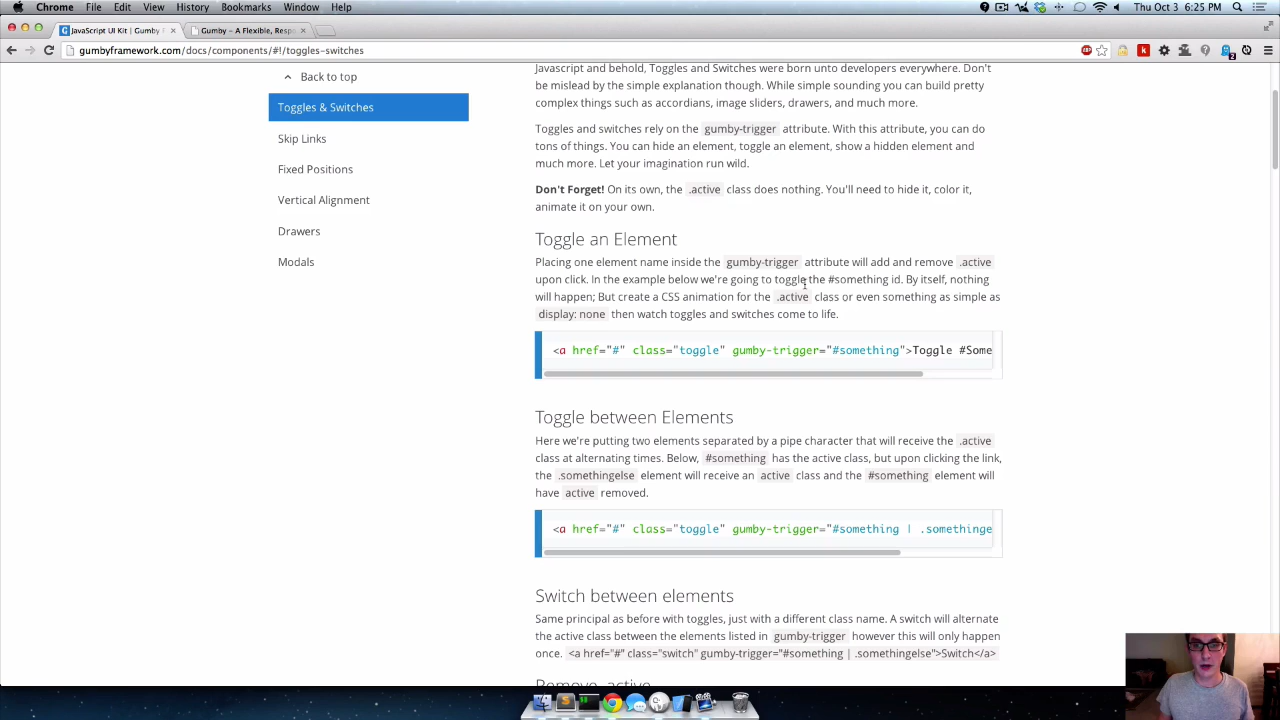 Chrome File Edit View History Bookmarks Window Help
Thu Oct 3 6:25 PM
JavaScript UI Kit | Gumby
Gumby – A Flexible, Respons
gumbyframework.com/docs/components/#!/toggles-switches
Back to top
Toggles & Switches
Skip Links
Fixed Positions
Vertical Alignment
Drawers
Modals
Javascript and behold, Toggles and Switches were born unto developers everywhere. Don't
be mislead by the simple explanation though. While simple sounding you can build pretty
complex things such as accordians, image sliders, drawers, and much more.
Toggles and switches rely on the gumby-trigger attribute. With this attribute, you can do
tons of things. You can hide an element, toggle an element, show a hidden element and
much more. Let your imagination run wild.
Don't Forget! On its own, the .active class does nothing. You'll need to hide it, color it,
animate it on your own.
Toggle an Element
Placing one element name inside the gumby-trigger attribute will add and remove .active
upon click. In the example below we're going to toggle the #something id. By itself, nothing
will happen; But create a CSS animation for the .active class or even something as simple as
display: none then watch toggles and switches come to life.
<a href="#" class="toggle" gumby-trigger="#something">Toggle #Some
Toggle between Elements
Here we're putting two elements separated by a pipe character that will receive the .active
class at alternating times. Below, #something has the active class, but upon clicking the link,
the .somethingelse element will receive an active class and the #something element will
have active removed.
<a href="#" class="toggle" gumby-trigger="#something | .somethinge
Switch between elements
Same principal as before with toggles, just with a different class name. A switch will alternate
the active class between the elements listed in gumby-trigger however this will only happen
once. <a href="#" class="switch" gumby-trigger="#something | .somethingelse">Switch</a>
Remove .active